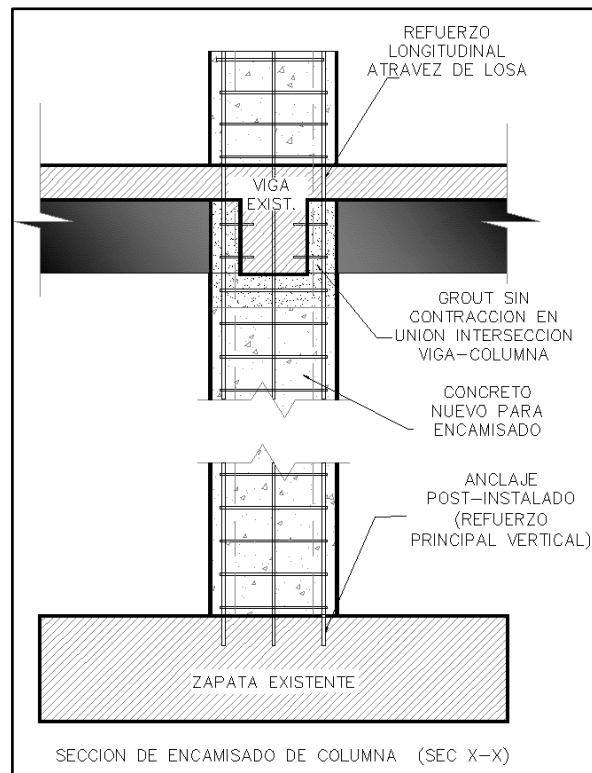 REFUERZO
LONGITUDINAL
ATRAVEZ DE LOSA
VIGA
EXIST.
GROUT SIN
CONTRACCION EN
UNION INTERSECCION
VIGA-COLUMNA
CONCRETO
NUEVO PARA
ENCAMISADO
ANCLAJE
POST-INSTALADO
(REFUERZO
PRINCIPAL VERTICAL)
ZAPATA EXISTENTE
SECCION DE ENCAMISADO DE COLUMNA (SEC X-X)